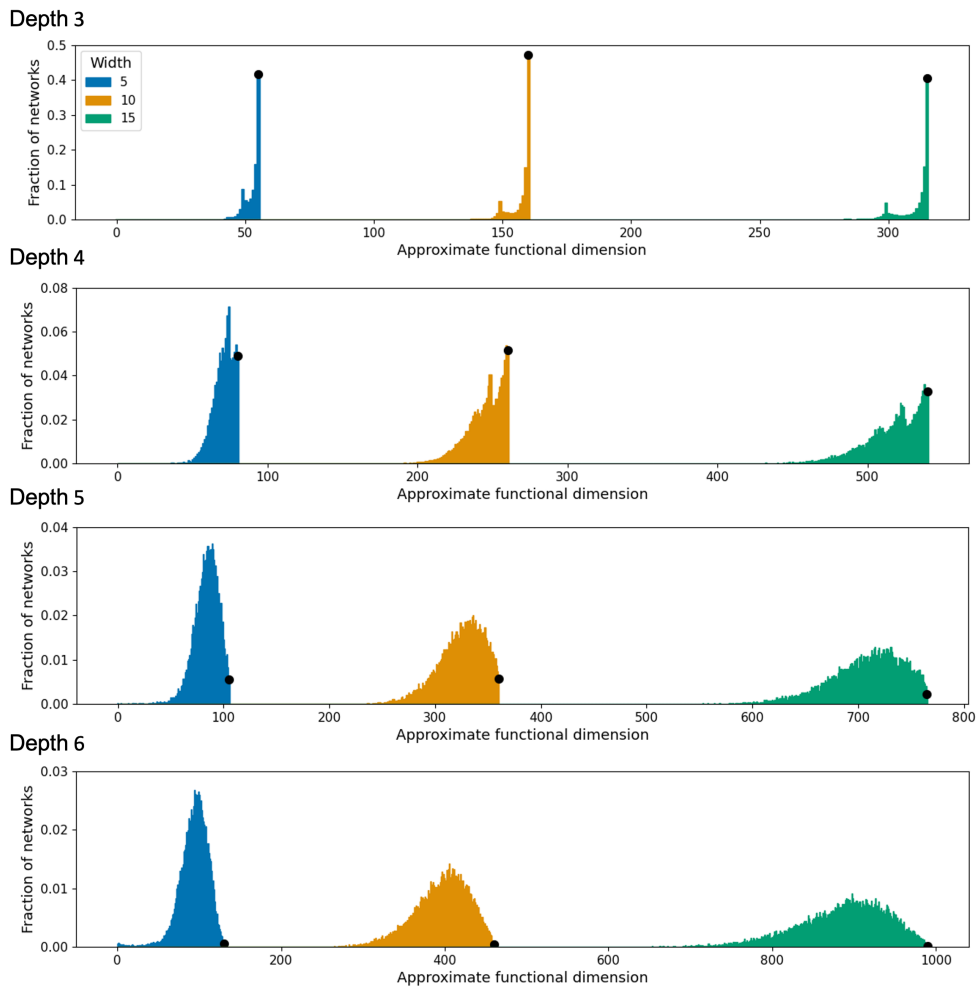 Depth 3
Fraction of networks
0.5
0.4
0.3
0.2
0.1
0.0
Width
5
10
15
0 50 100 150 200 250 300
Approximate functional dimension
Depth 4
Fraction of networks
0.08
0.06
0.04
0.02
0.00
0 100 200 300 400 500
Approximate functional dimension
Depth 5
Fraction of networks
0.04
0.03
0.02
0.01
0.00
0 100 200 300 400 500 600 700 800
Approximate functional dimension
Depth 6
Fraction of networks
0.03
0.02
0.01
0.00
0 200 400 600 800 1000
Approximate functional dimension